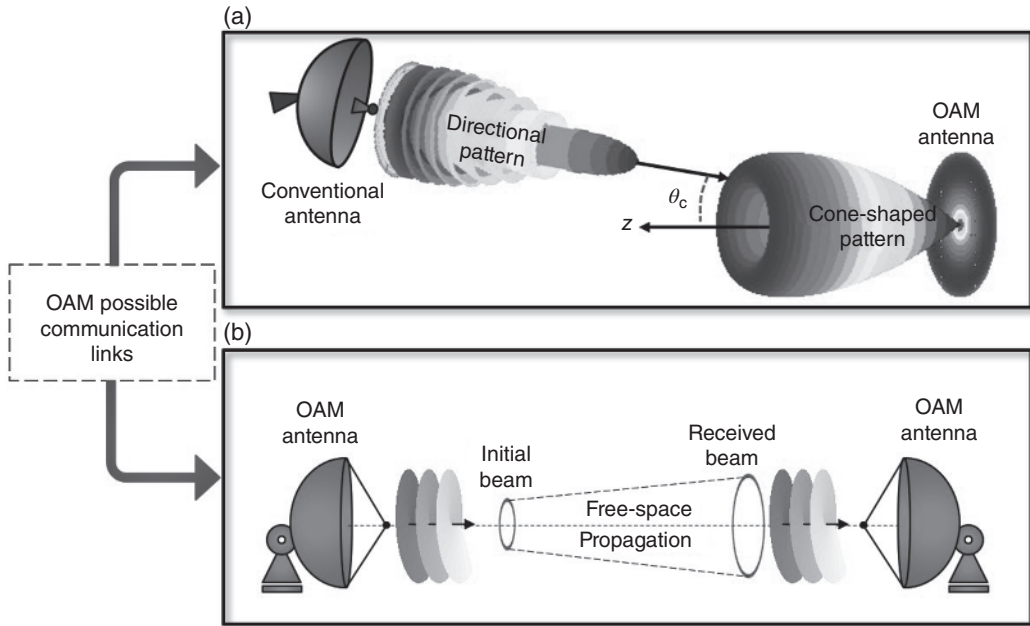 (a)
OAM
antenna
Directional
pattern
Conventional
antenna
θc
z
Cone-shaped
pattern
OAM possible
communication
links
(b)
OAM
antenna
Initial
beam
Received
beam
OAM
antenna
Free-space
Propagation